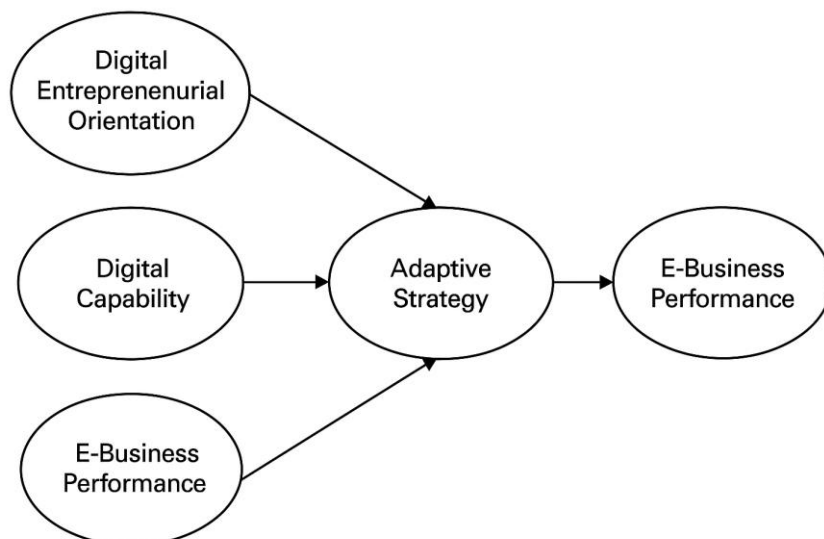 Digital
Entreprenenurial
Orientation
Digital
Capability
E-Business
Performance
Adaptive
Strategy
E-Business
Performance